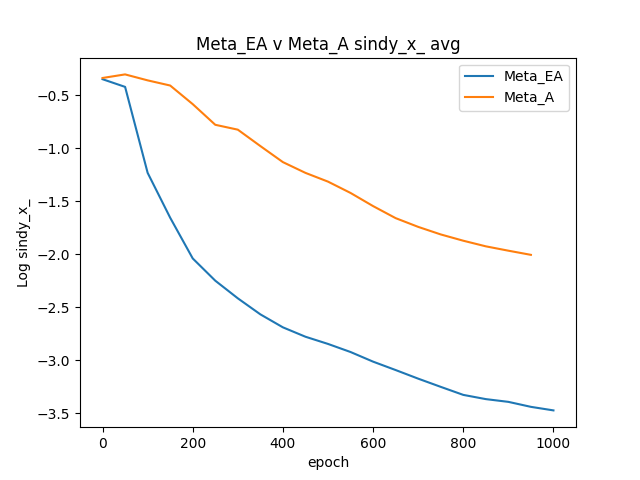 Meta_EA v Meta_A sindy_x_ avg
Meta_EA
Meta_A
Log sindy_x_
−0.5
−1.0
−1.5
−2.0
−2.5
−3.0
−3.5
0
200
400
600
800
1000
epoch